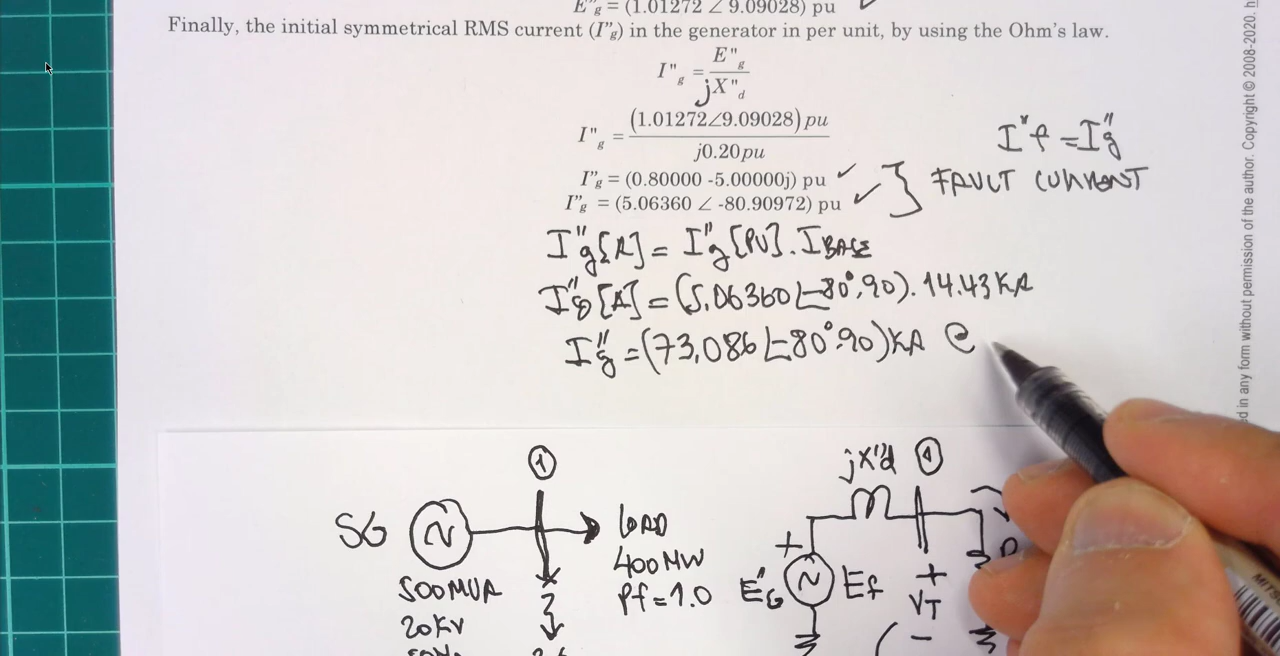 E"g = (1.01272 ∠ 9.09028) pu
Finally, the initial symmetrical RMS current (I"g) in the generator in per unit, by using the Ohm's law.
I"g = E"g / jX"d
I"g = (1.01272∠9.09028) pu / j0.20pu
I"f = I"g
I"g = (0.80000 -5.00000j) pu ✓
I"g = (5.06360 ∠ -80.90972) pu ✓ } FAULT CURRENT
I"g[A] = I"g[PU] . IBASE
I"g[A] = (5.06360 ∠-80°.90) . 14.43 KA
I"g = (73,086 ∠-80°.90) KA @
jX"d 1
1
SG
LOAD
400MW
Pf=1.0
500MVA
20KV
+
E'G
Ef
+
VT
-
d in any form without permission of the author. Copyright © 2008-2020. h